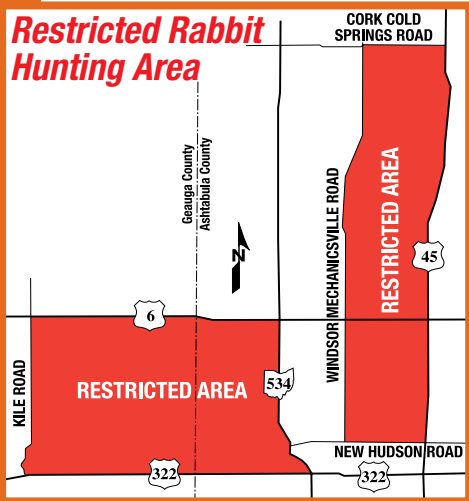 Restricted Rabbit
Hunting Area
CORK COLD
SPRINGS ROAD
Geauga County
Ashtabula County
N
WINDSOR MECHANICSVILLE ROAD
RESTRICTED AREA
45
6
KILE ROAD
RESTRICTED AREA
534
NEW HUDSON ROAD
322
322